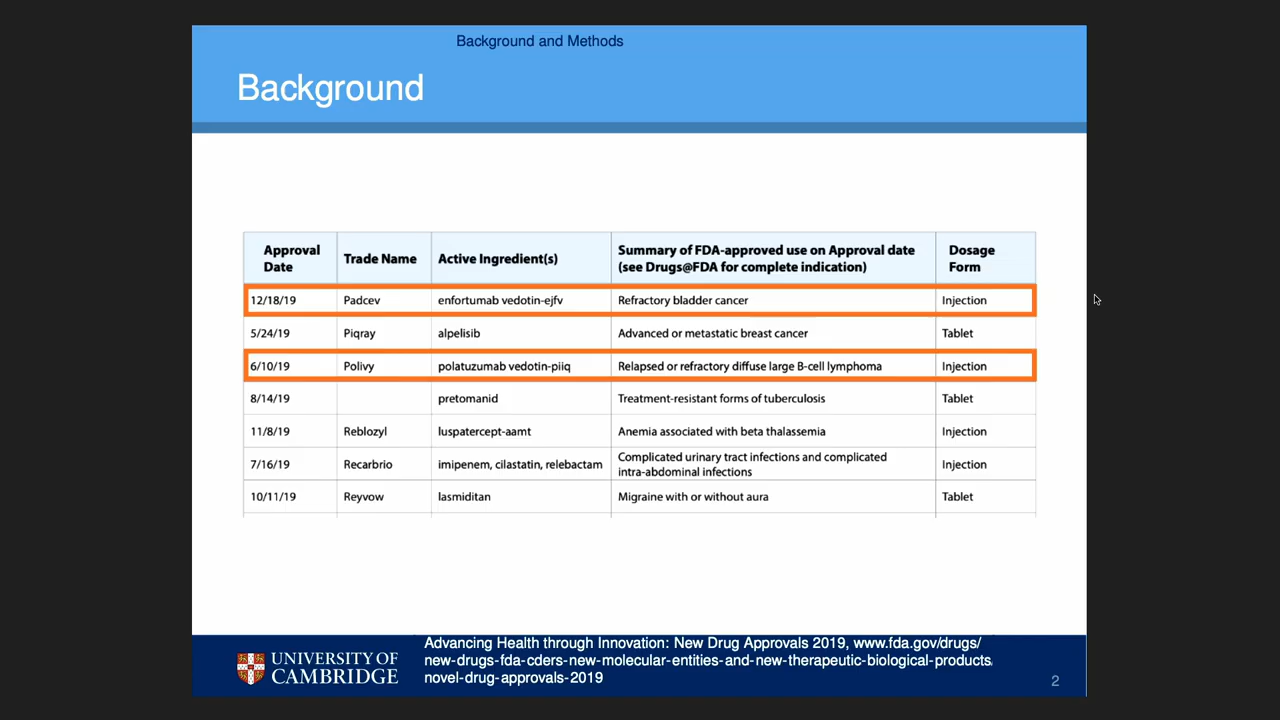 Background and Methods
Background
Approval Date Trade Name Active Ingredient(s) Summary of FDA-approved use on Approval date (see Drugs@FDA for complete indication) Dosage Form
12/18/19 Padcev enfortumab vedotin-ejfv Refractory bladder cancer Injection
5/24/19 Piqray alpelisib Advanced or metastatic breast cancer Tablet
6/10/19 Polivy polatuzumab vedotin-piiq Relapsed or refractory diffuse large B-cell lymphoma Injection
8/14/19 pretomanid Treatment-resistant forms of tuberculosis Tablet
11/8/19 Reblozyl luspatercept-aamt Anemia associated with beta thalassemia Injection
7/16/19 Recarbrio imipenem, cilastatin, relebactam Complicated urinary tract infections and complicated intra-abdominal infections Injection
10/11/19 Reyvow lasmiditan Migraine with or without aura Tablet
UNIVERSITY OF
CAMBRIDGE
Advancing Health through Innovation: New Drug Approvals 2019, www.fda.gov/drugs/
new-drugs-fda-cders-new-molecular-entities-and-new-therapeutic-biological-products/
novel-drug-approvals-2019
2